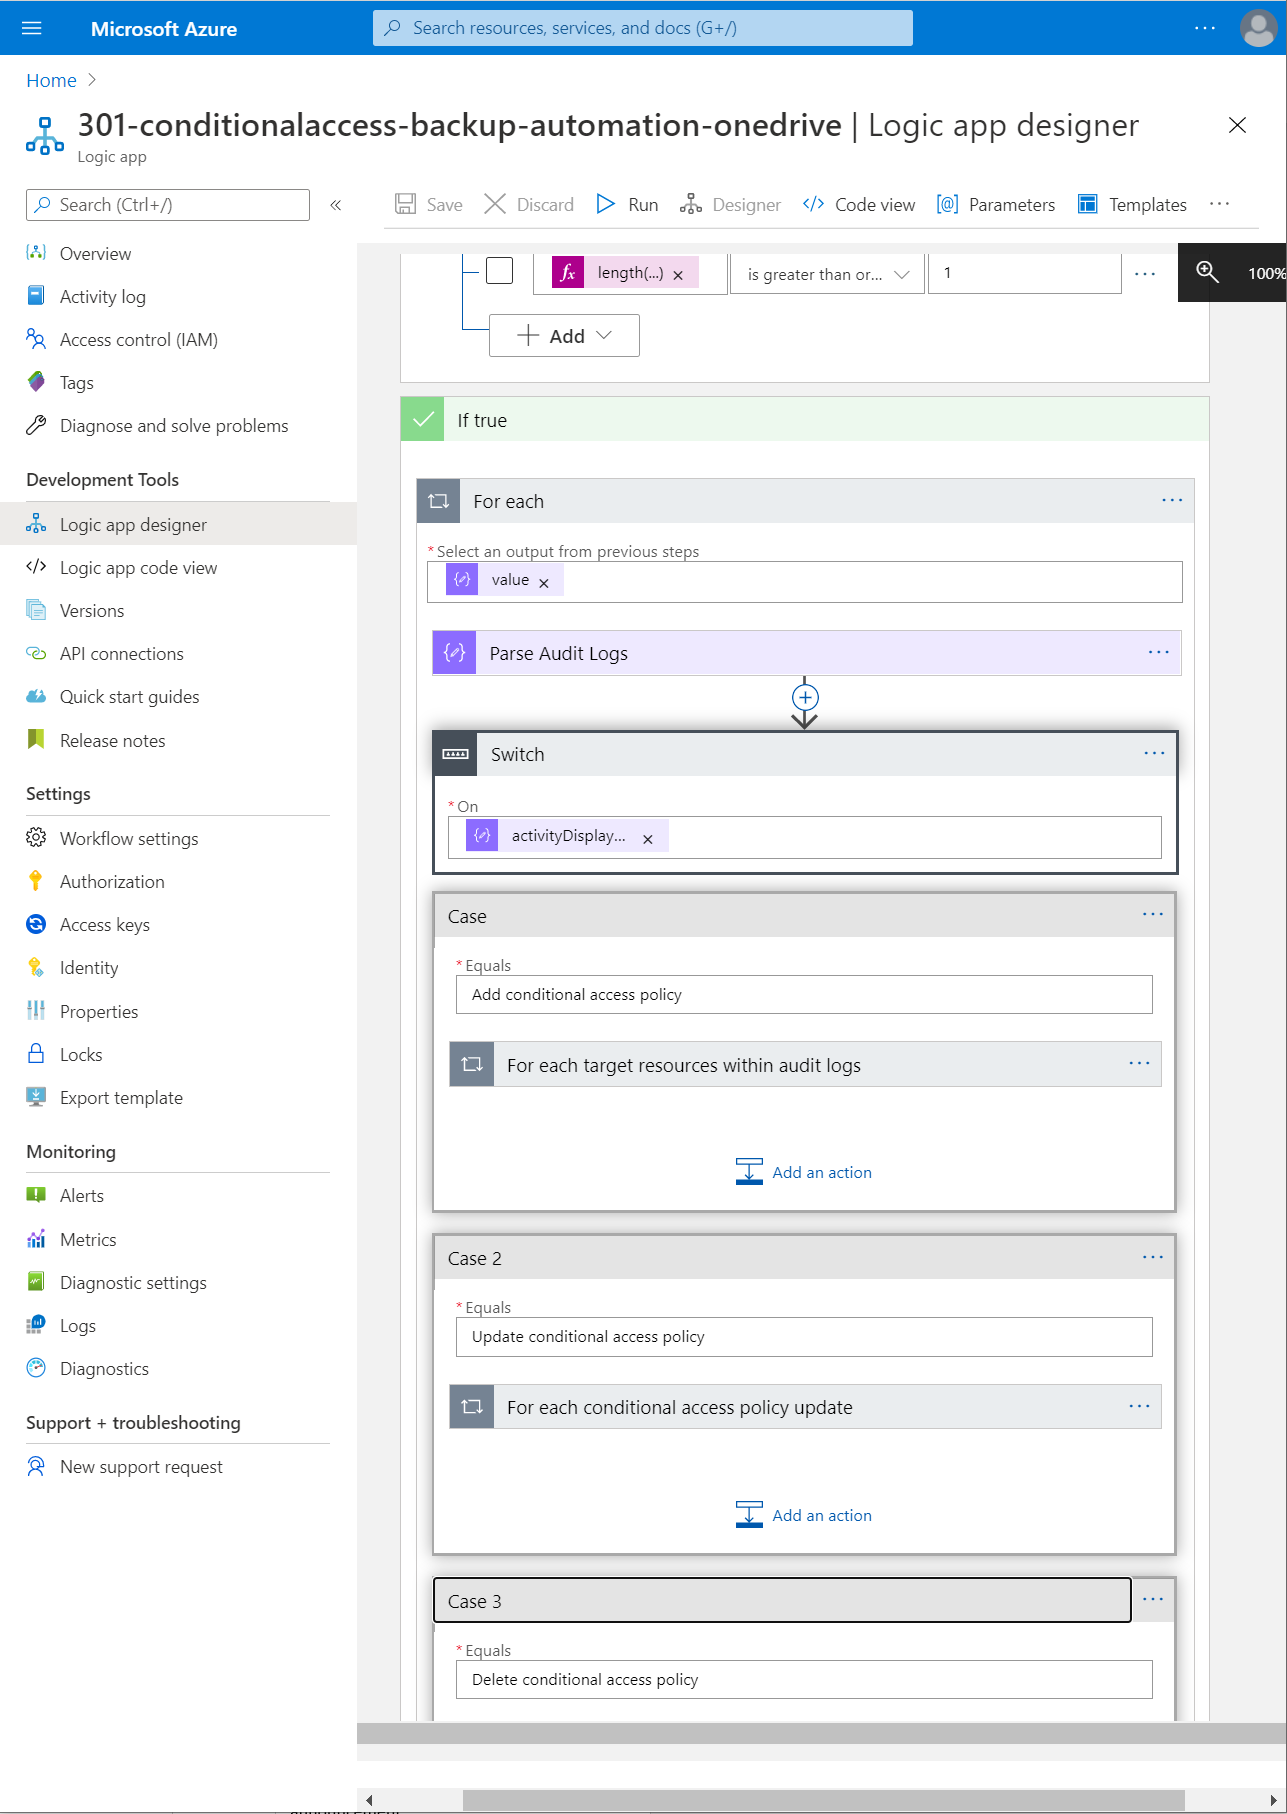 Microsoft Azure
Search resources, services, and docs (G+/)
Home
301-conditionalaccess-backup-automation-onedrive | Logic app designer
Logic app
Search (Ctrl+/)
«
Save
Discard
Run
Designer
Code view
Parameters
Templates
Overview
Activity log
Access control (IAM)
Tags
Diagnose and solve problems
Development Tools
Logic app designer
Logic app code view
Versions
API connections
Quick start guides
Release notes
Settings
Workflow settings
Authorization
Access keys
Identity
Properties
Locks
Export template
Monitoring
Alerts
Metrics
Diagnostic settings
Logs
Diagnostics
Support + troubleshooting
New support request
fx length(...) × is greater than or... 1
100%
Add
If true
For each
* Select an output from previous steps
value ×
Parse Audit Logs
Switch
* On
activityDisplay... ×
Case
* Equals
Add conditional access policy
For each target resources within audit logs
Add an action
Case 2
* Equals
Update conditional access policy
For each conditional access policy update
Add an action
Case 3
* Equals
Delete conditional access policy